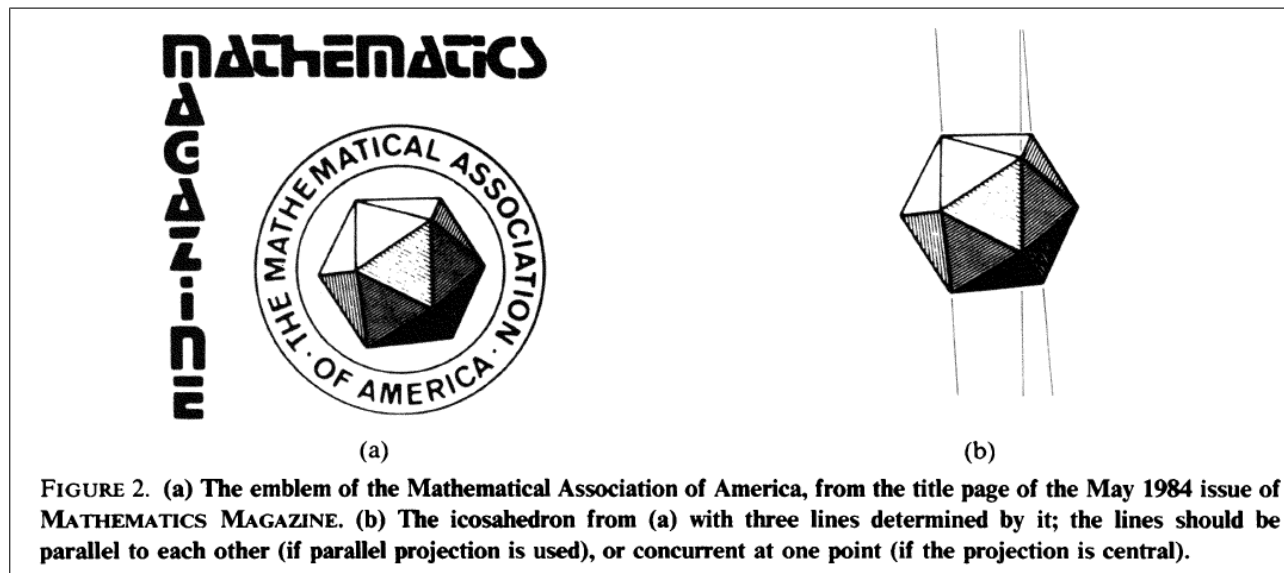 MATHEMATICS
MAGAZINE
THE MATHEMATICAL ASSOCIATION
· OF AMERICA ·
(a)
(b)
FIGURE 2. (a) The emblem of the Mathematical Association of America, from the title page of the May 1984 issue of
MATHEMATICS MAGAZINE. (b) The icosahedron from (a) with three lines determined by it; the lines should be
parallel to each other (if parallel projection is used), or concurrent at one point (if the projection is central).